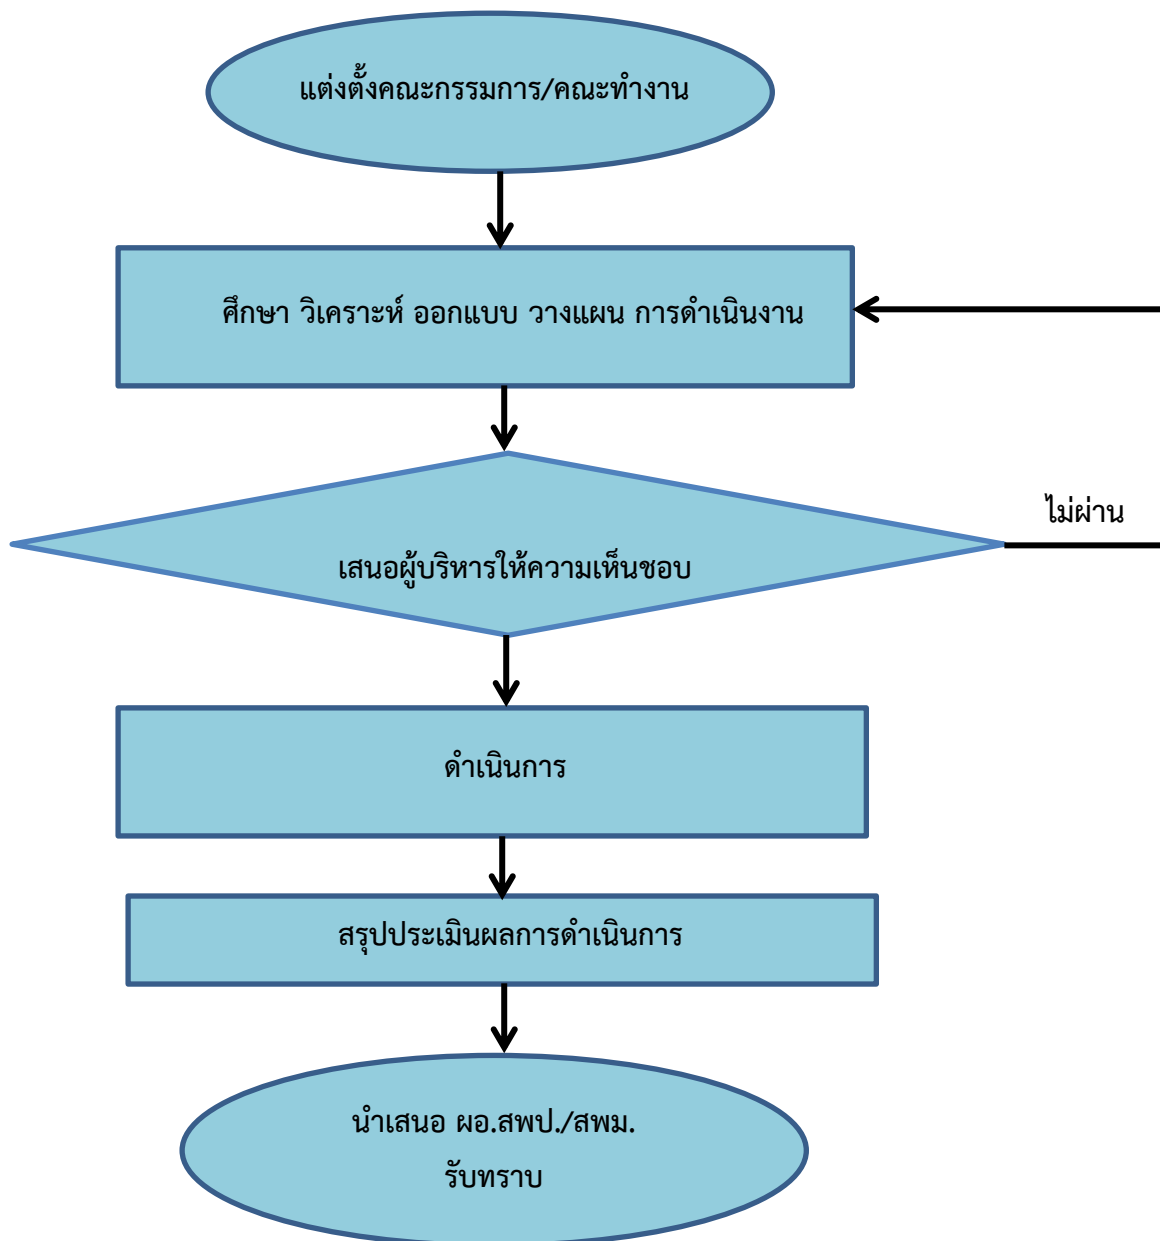 แต่งตั้งคณะกรรมการ/คณะทำงาน
ศึกษา วิเคราะห์ ออกแบบ วางแผน การดำเนินงาน
ไม่ผ่าน
เสนอผู้บริหารให้ความเห็นชอบ
ดำเนินการ
สรุปประเมินผลการดำเนินการ
นำเสนอ ผอ.สพป./สพม.
รับทราบ